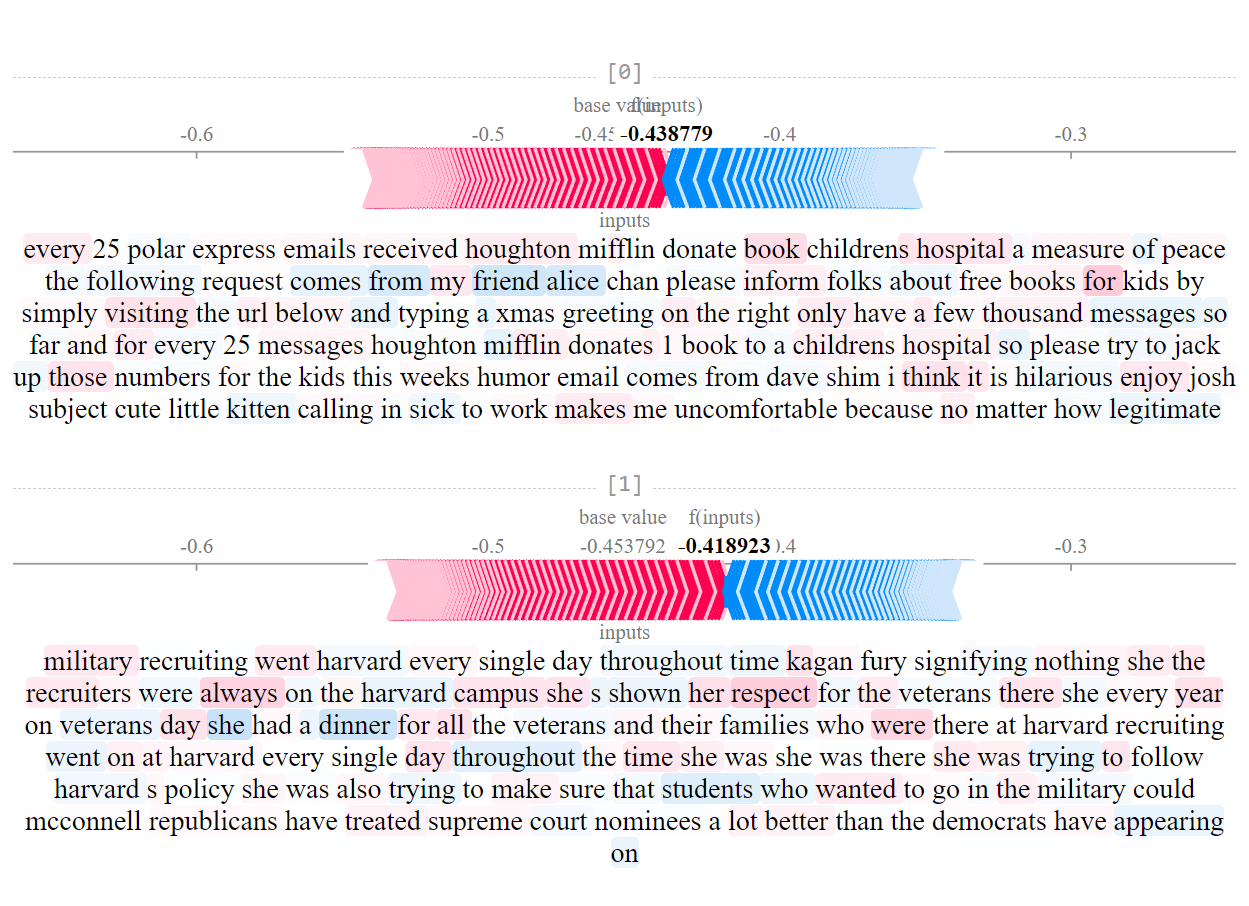 [0]
base value f(inputs)
-0.6 -0.5 -0.45 -0.438779 -0.4 -0.3
inputs
every 25 polar express emails received houghton mifflin donate book childrens hospital a measure of peace
the following request comes from my friend alice chan please inform folks about free books for kids by
simply visiting the url below and typing a xmas greeting on the right only have a few thousand messages so
far and for every 25 messages houghton mifflin donates 1 book to a childrens hospital so please try to jack
up those numbers for the kids this weeks humor email comes from dave shim i think it is hilarious enjoy josh
subject cute little kitten calling in sick to work makes me uncomfortable because no matter how legitimate
[1]
base value f(inputs)
-0.6 -0.5 -0.453792 -0.418923 0.4 -0.3
inputs
military recruiting went harvard every single day throughout time kagan fury signifying nothing she the
recruiters were always on the harvard campus she s shown her respect for the veterans there she every year
on veterans day she had a dinner for all the veterans and their families who were there at harvard recruiting
went on at harvard every single day throughout the time she was she was there she was trying to follow
harvard s policy she was also trying to make sure that students who wanted to go in the military could
mcconnell republicans have treated supreme court nominees a lot better than the democrats have appearing
on